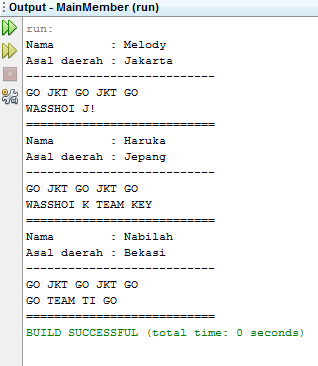 Output - MainMember (run)
run:
Nama        : Melody
Asal daerah : Jakarta
---------------------------
GO JKT GO JKT GO
WASSHOI J!
===========================
Nama        : Haruka
Asal daerah : Jepang
---------------------------
GO JKT GO JKT GO
WASSHOI K TEAM KEY
===========================
Nama        : Nabilah
Asal daerah : Bekasi
---------------------------
GO JKT GO JKT GO
GO TEAM TI GO
===========================
BUILD SUCCESSFUL (total time: 0 seconds)